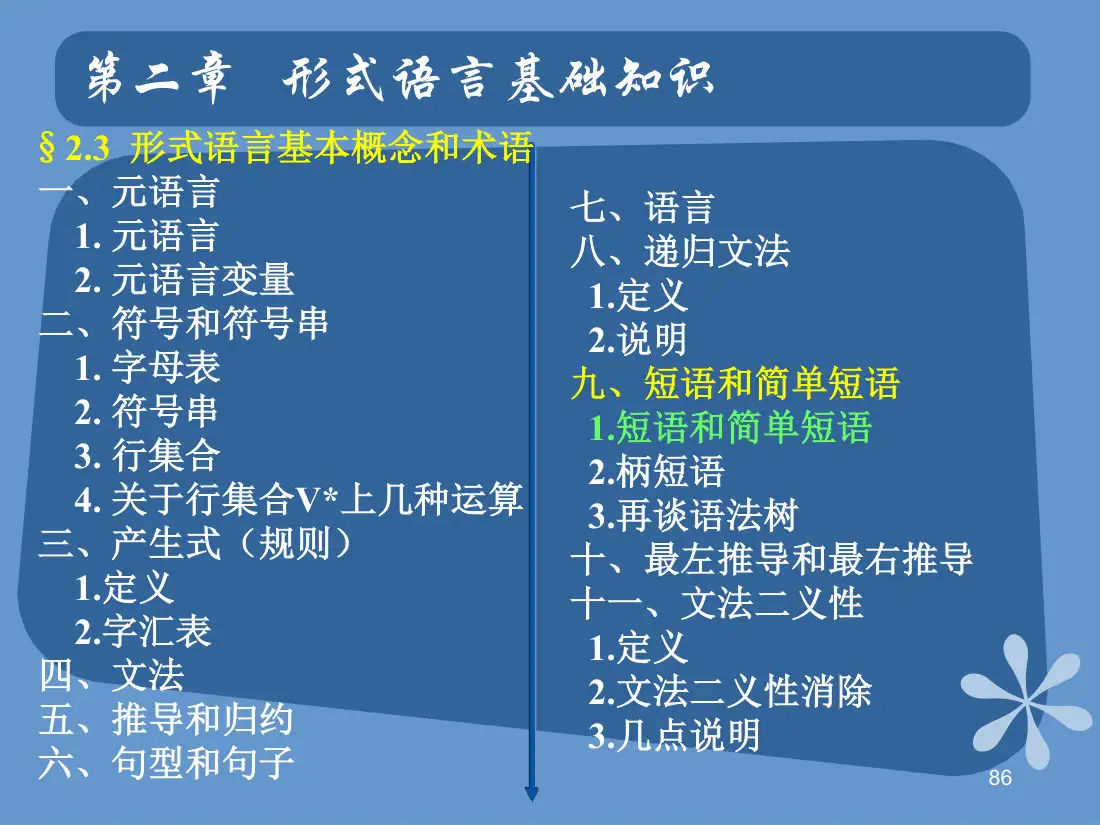 第二章 形式语言基础知识
§2.3 形式语言基本概念和术语
一、元语言
1. 元语言
2. 元语言变量
二、符号和符号串
1. 字母表
2. 符号串
3. 行集合
4. 关于行集合V*上几种运算
三、产生式（规则）
1.定义
2.字汇表
四、文法
五、推导和归约
六、句型和句子
七、语言
八、递归文法
1.定义
2.说明
九、短语和简单短语
1.短语和简单短语
2.柄短语
3.再谈语法树
十、最左推导和最右推导
十一、文法二义性
1.定义
2.文法二义性消除
3.几点说明
86